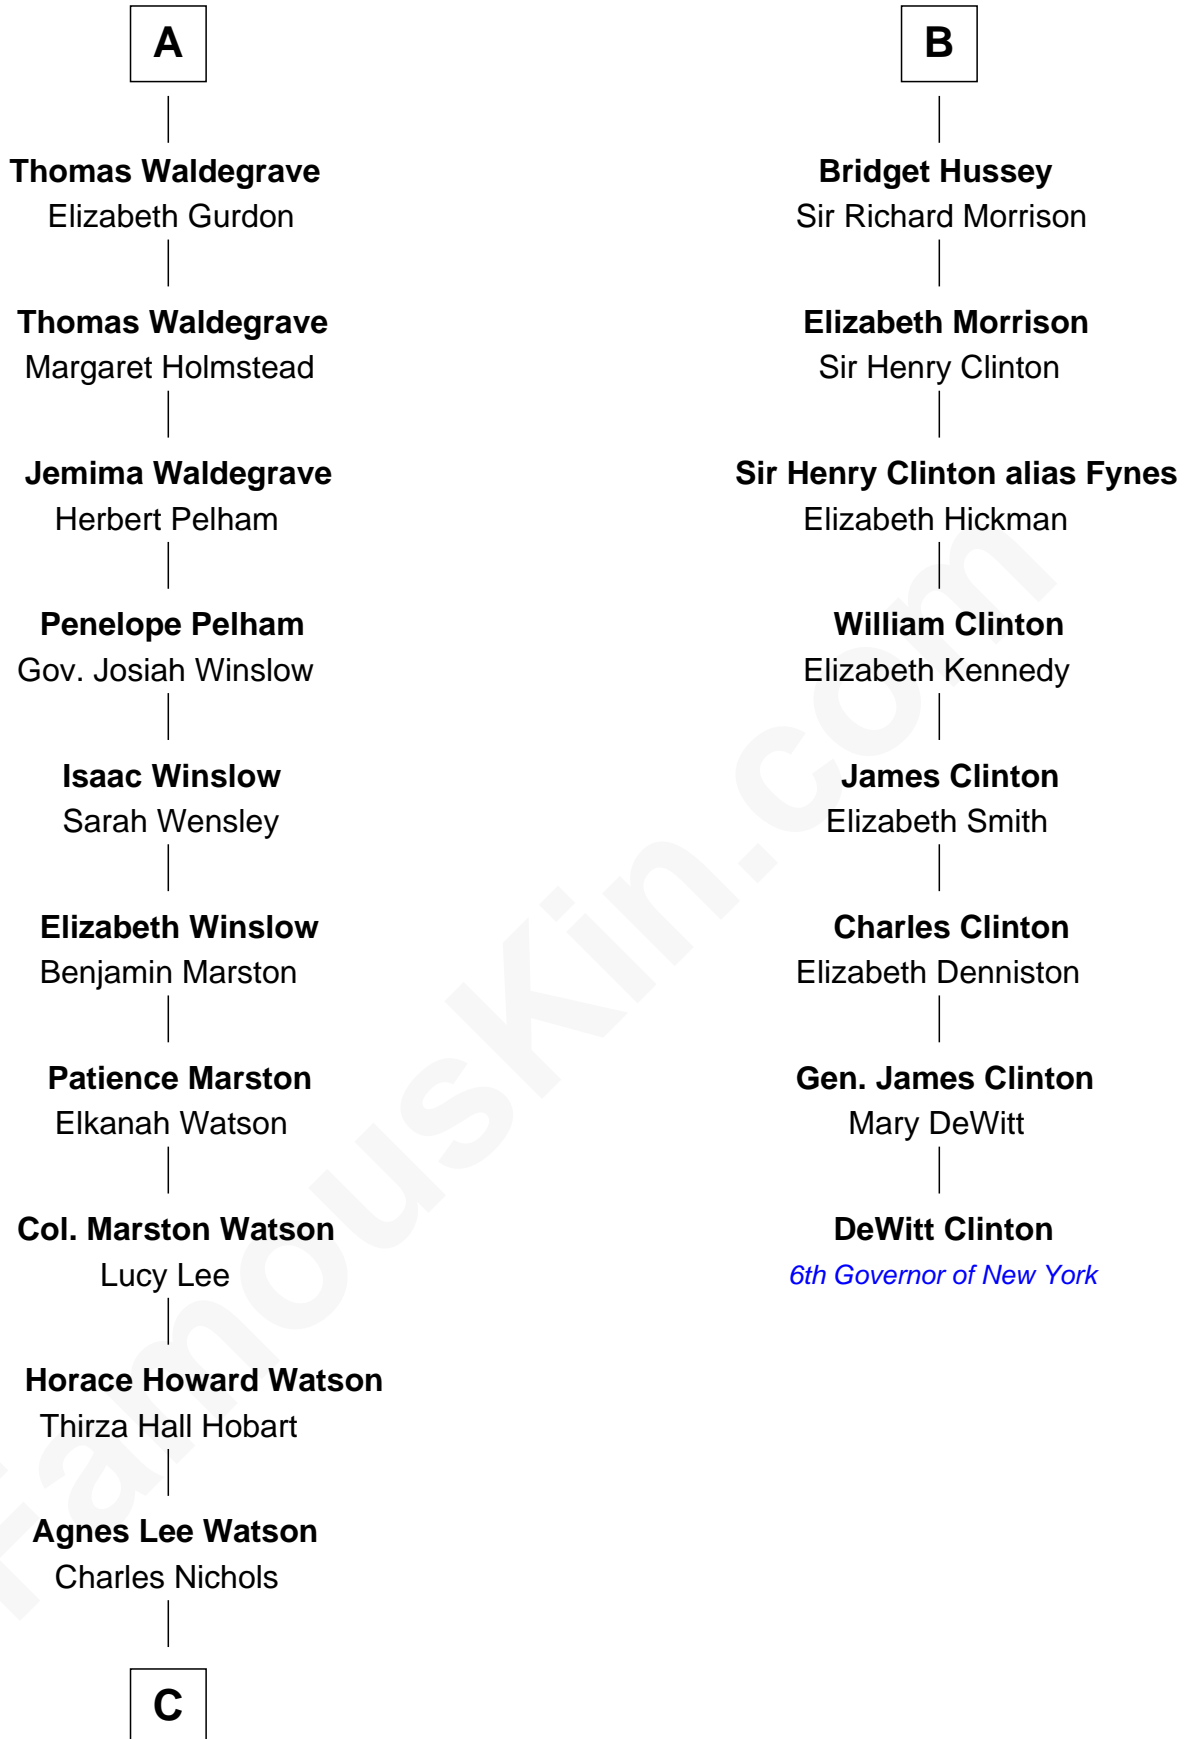 A
Thomas Waldegrave
Elizabeth Gurdon
Thomas Waldegrave
Margaret Holmstead
Jemima Waldegrave
Herbert Pelham
Penelope Pelham
Gov. Josiah Winslow
Isaac Winslow
Sarah Wensley
Elizabeth Winslow
Benjamin Marston
Patience Marston
Elkanah Watson
Col. Marston Watson
Lucy Lee
Horace Howard Watson
Thirza Hall Hobart
Agnes Lee Watson
Charles Nichols
C
B
Bridget Hussey
Sir Richard Morrison
Elizabeth Morrison
Sir Henry Clinton
Sir Henry Clinton alias Fynes
Elizabeth Hickman
William Clinton
Elizabeth Kennedy
James Clinton
Elizabeth Smith
Charles Clinton
Elizabeth Denniston
Gen. James Clinton
Mary DeWitt
DeWitt Clinton
6th Governor of New York
FamousKin.com